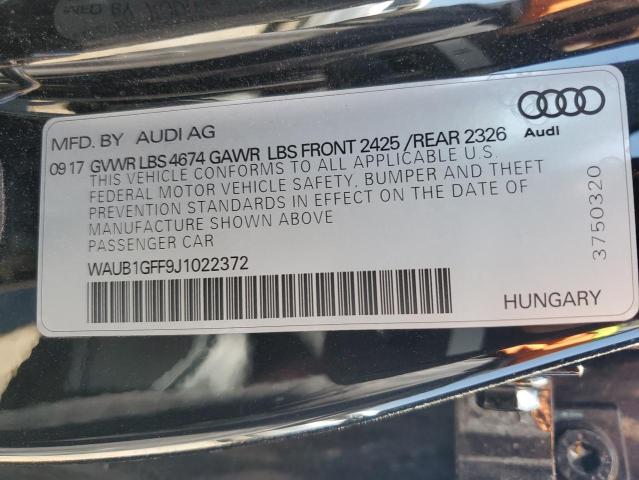 MFD. BY AUDI AG
Audi
09 17 GVWR LBS 4674 GAWR LBS FRONT 2425 /REAR 2326
THIS VEHICLE CONFORMS TO ALL APPLICABLE U.S.
FEDERAL MOTOR VEHICLE SAFETY, BUMPER AND THEFT
PREVENTION STANDARDS IN EFFECT ON THE DATE OF
MANUFACTURE SHOWN ABOVE
PASSENGER CAR
WAUB1GFF9J1022372
HUNGARY
3750320